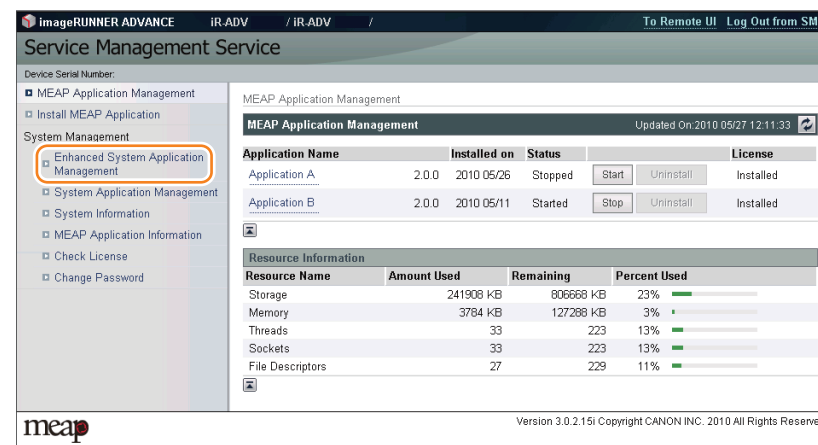 imageRUNNER ADVANCE iR-ADV / iR-ADV / To Remote UI Log Out from SM
Service Management Service
Device Serial Number:
MEAP Application Management
Install MEAP Application
System Management
Enhanced System Application
Management
System Application Management
System Information
MEAP Application Information
Check License
Change Password
MEAP Application Management
MEAP Application Management Updated On:2010 05/27 12:11:33
Application Name Installed on Status License
Application A 2.0.0 2010 05/26 Stopped Start Uninstall Installed
Application B 2.0.0 2010 05/11 Started Stop Uninstall Installed
Resource Information
Resource Name Amount Used Remaining Percent Used
Storage 241908 KB 806668 KB 23%
Memory 3784 KB 127288 KB 3%
Threads 33 223 13%
Sockets 33 223 13%
File Descriptors 27 229 11%
meap
Version 3.0.2.15i Copyright CANON INC. 2010 All Rights Reserve